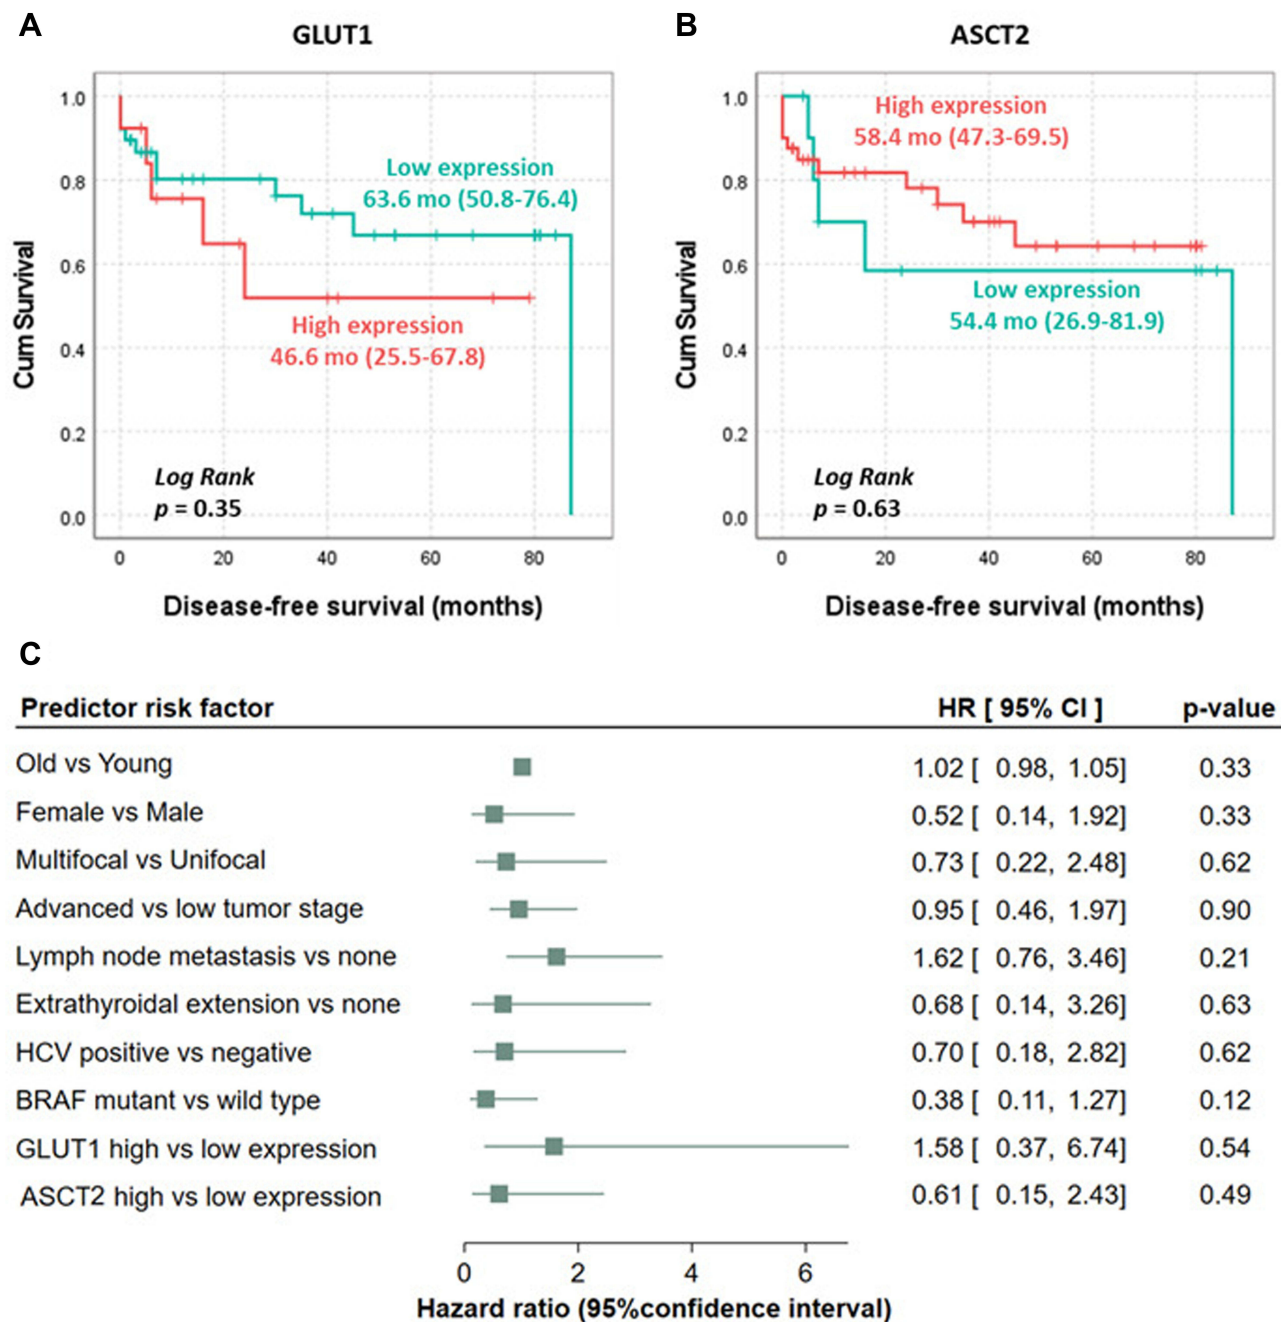 A
GLUT1
1.0
0.8
0.6
0.4
0.2
0.0
Cum Survival
Low expression
63.6 mo (50.8-76.4)
High expression
46.6 mo (25.5-67.8)
Log Rank
p = 0.35
0 20 40 60 80
Disease-free survival (months)
B
ASCT2
1.0
0.8
0.6
0.4
0.2
0.0
Cum Survival
High expression
58.4 mo (47.3-69.5)
Low expression
54.4 mo (26.9-81.9)
Log Rank
p = 0.63
0 20 40 60 80
Disease-free survival (months)
C
Predictor risk factor HR [ 95% CI ] p-value
Old vs Young 1.02 [ 0.98, 1.05] 0.33
Female vs Male 0.52 [ 0.14, 1.92] 0.33
Multifocal vs Unifocal 0.73 [ 0.22, 2.48] 0.62
Advanced vs low tumor stage 0.95 [ 0.46, 1.97] 0.90
Lymph node metastasis vs none 1.62 [ 0.76, 3.46] 0.21
Extrathyroidal extension vs none 0.68 [ 0.14, 3.26] 0.63
HCV positive vs negative 0.70 [ 0.18, 2.82] 0.62
BRAF mutant vs wild type 0.38 [ 0.11, 1.27] 0.12
GLUT1 high vs low expression 1.58 [ 0.37, 6.74] 0.54
ASCT2 high vs low expression 0.61 [ 0.15, 2.43] 0.49
0 2 4 6
Hazard ratio (95%confidence interval)